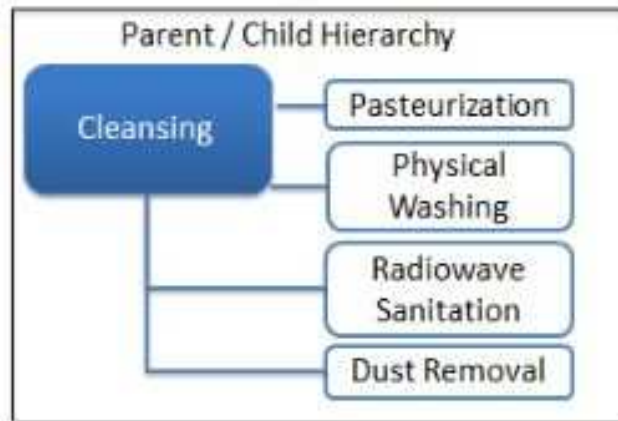 Parent / Child Hierarchy
Cleansing
Pasteurization
Physical
Washing
Radiowave
Sanitation
Dust Removal